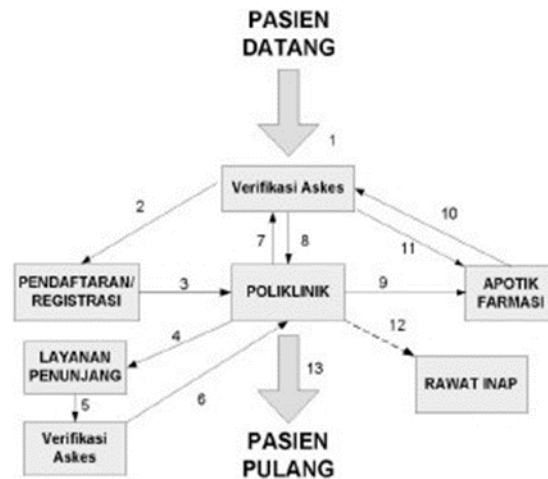 PASIEN
DATANG
1
Verifikasi Askes
2
10
7
8
11
PENDAFTARAN/
REGISTRASI
3
POLIKLINIK
9
APOTIK
FARMASI
4
12
LAYANAN
PENUNJANG
13
RAWAT INAP
5
6
Verifikasi
Askes
PASIEN
PULANG